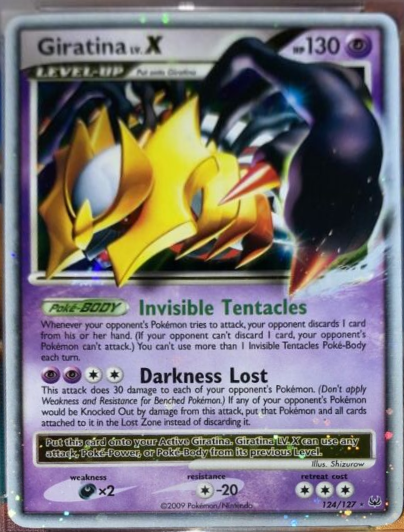 Giratina LV. X HP 130
LEVEL-UP Put onto Giratina
Poké-BODY Invisible Tentacles
Whenever your opponent's Pokémon tries to attack, your opponent discards 1 card
from his or her hand. (If your opponent can't discard 1 card, your opponent's
Pokémon can't attack.) You can't use more than 1 Invisible Tentacles Poké-Body
each turn.
Darkness Lost
This attack does 30 damage to each of your opponent's Pokémon. (Don't apply
Weakness and Resistance for Benched Pokémon.) If any of your opponent's Pokémon
would be Knocked Out by damage from this attack, put that Pokémon and all cards
attached to it in the Lost Zone instead of discarding it.
Put this card onto your Active Giratina. Giratina LV. X can use any
attack, Poké-Power, or Poké-Body from its previous Level.
Illus. Shizurow
weakness resistance retreat cost
×2 -20
©2009 Pokémon/Nintendo. 124/127